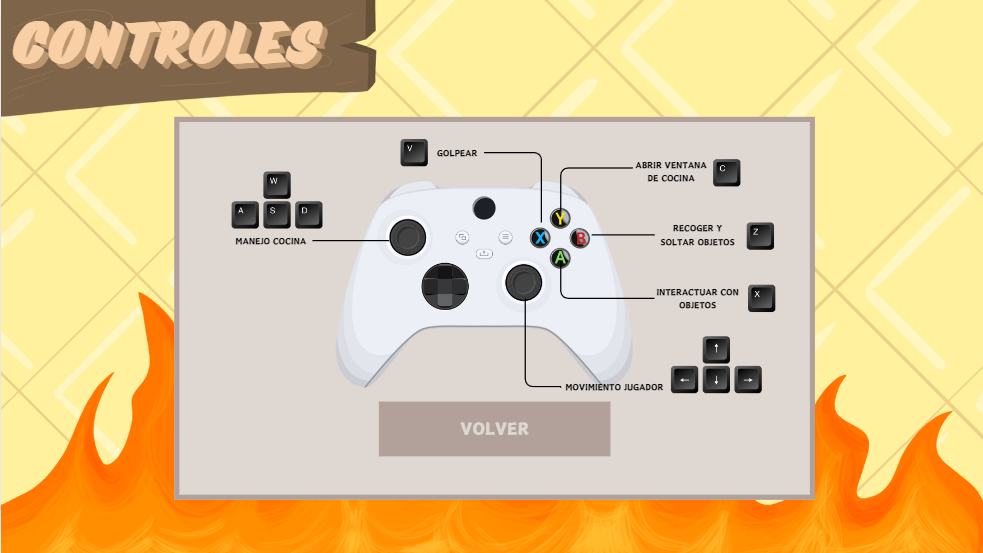 CONTROLES
V
GOLPEAR
ABRIR VENTANA
DE COCINA
C
W
A S D
MANEJO COCINA
Y
X
B
A
RECOGER Y
SOLTAR OBJETOS
Z
INTERACTUAR CON
OBJETOS
X
↑
← ↓ →
MOVIMIENTO JUGADOR
VOLVER